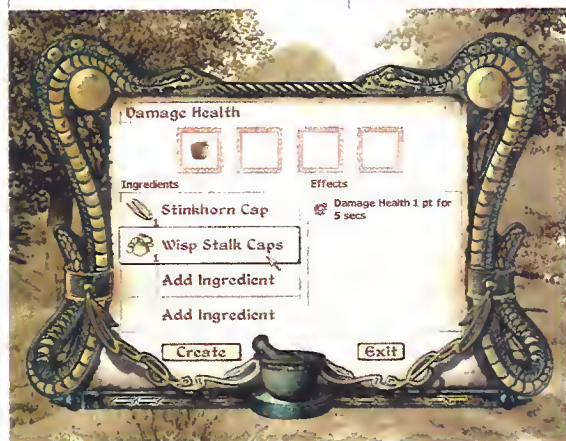 Damage Health
Ingredients
Effects
1
Stinkhorn Cap
Damage Health 1 pt for
5 secs
1
Wisp Stalk Caps
Add Ingredient
Add Ingredient
Create
Exit